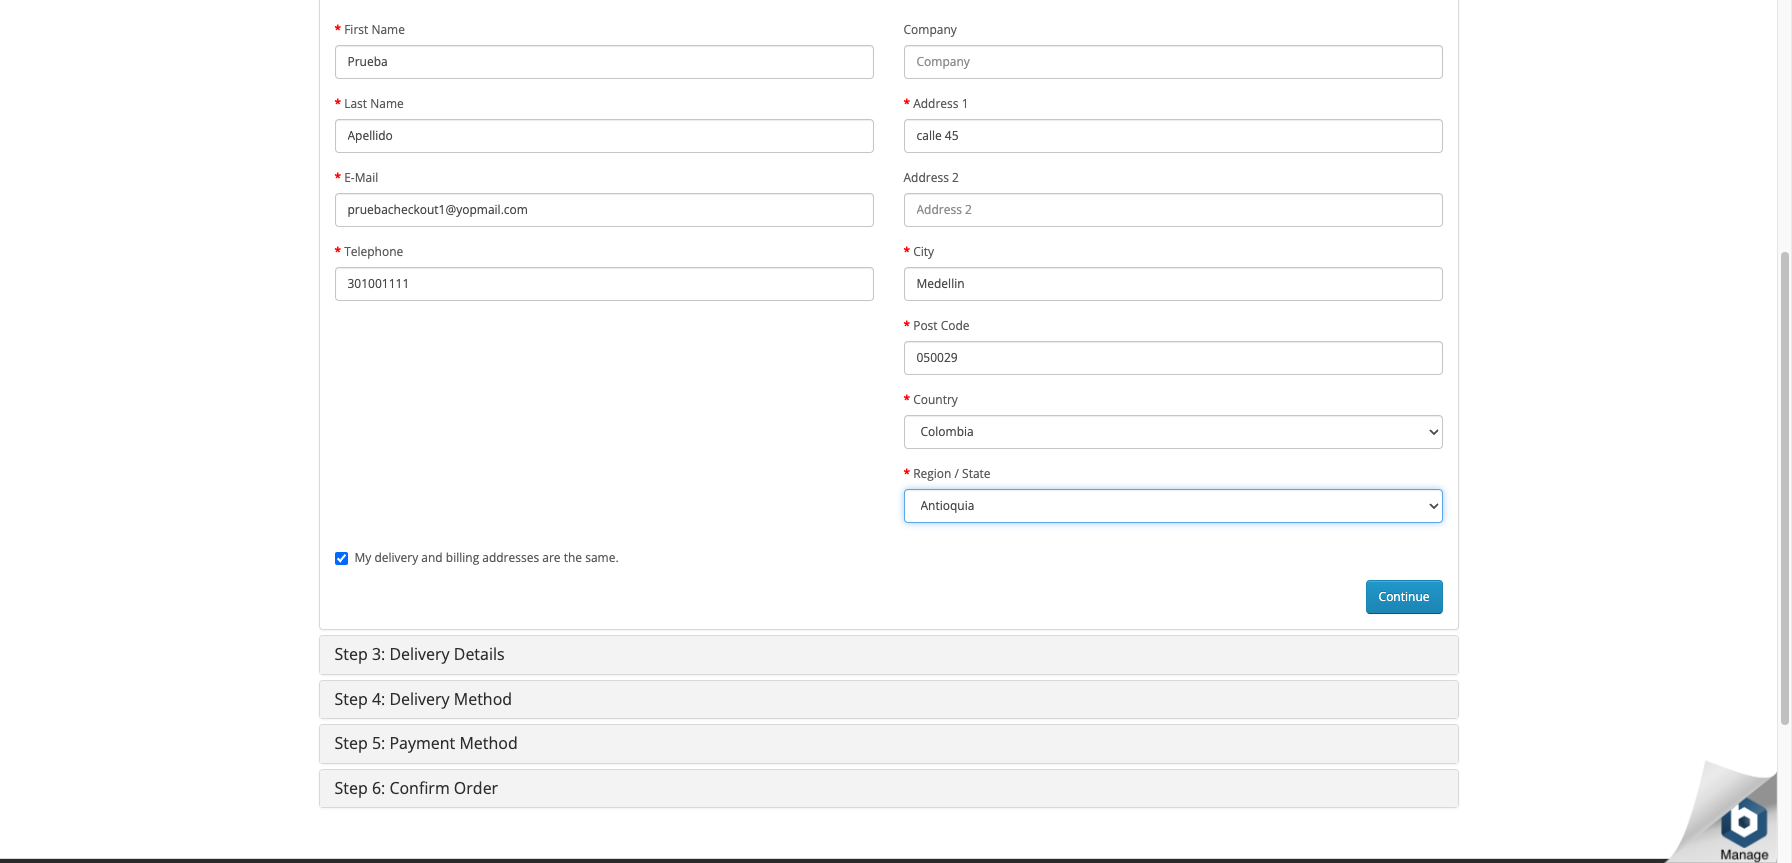 * First Name
Prueba
* Last Name
Apellido
* E-Mail
pruebacheckout1@yopmail.com
* Telephone
301001111
Company
Company
* Address 1
calle 45
Address 2
Address 2
* City
Medellin
* Post Code
050029
* Country
Colombia
* Region / State
Antioquia
My delivery and billing addresses are the same.
Continue
Step 3: Delivery Details
Step 4: Delivery Method
Step 5: Payment Method
Step 6: Confirm Order
b
Manage